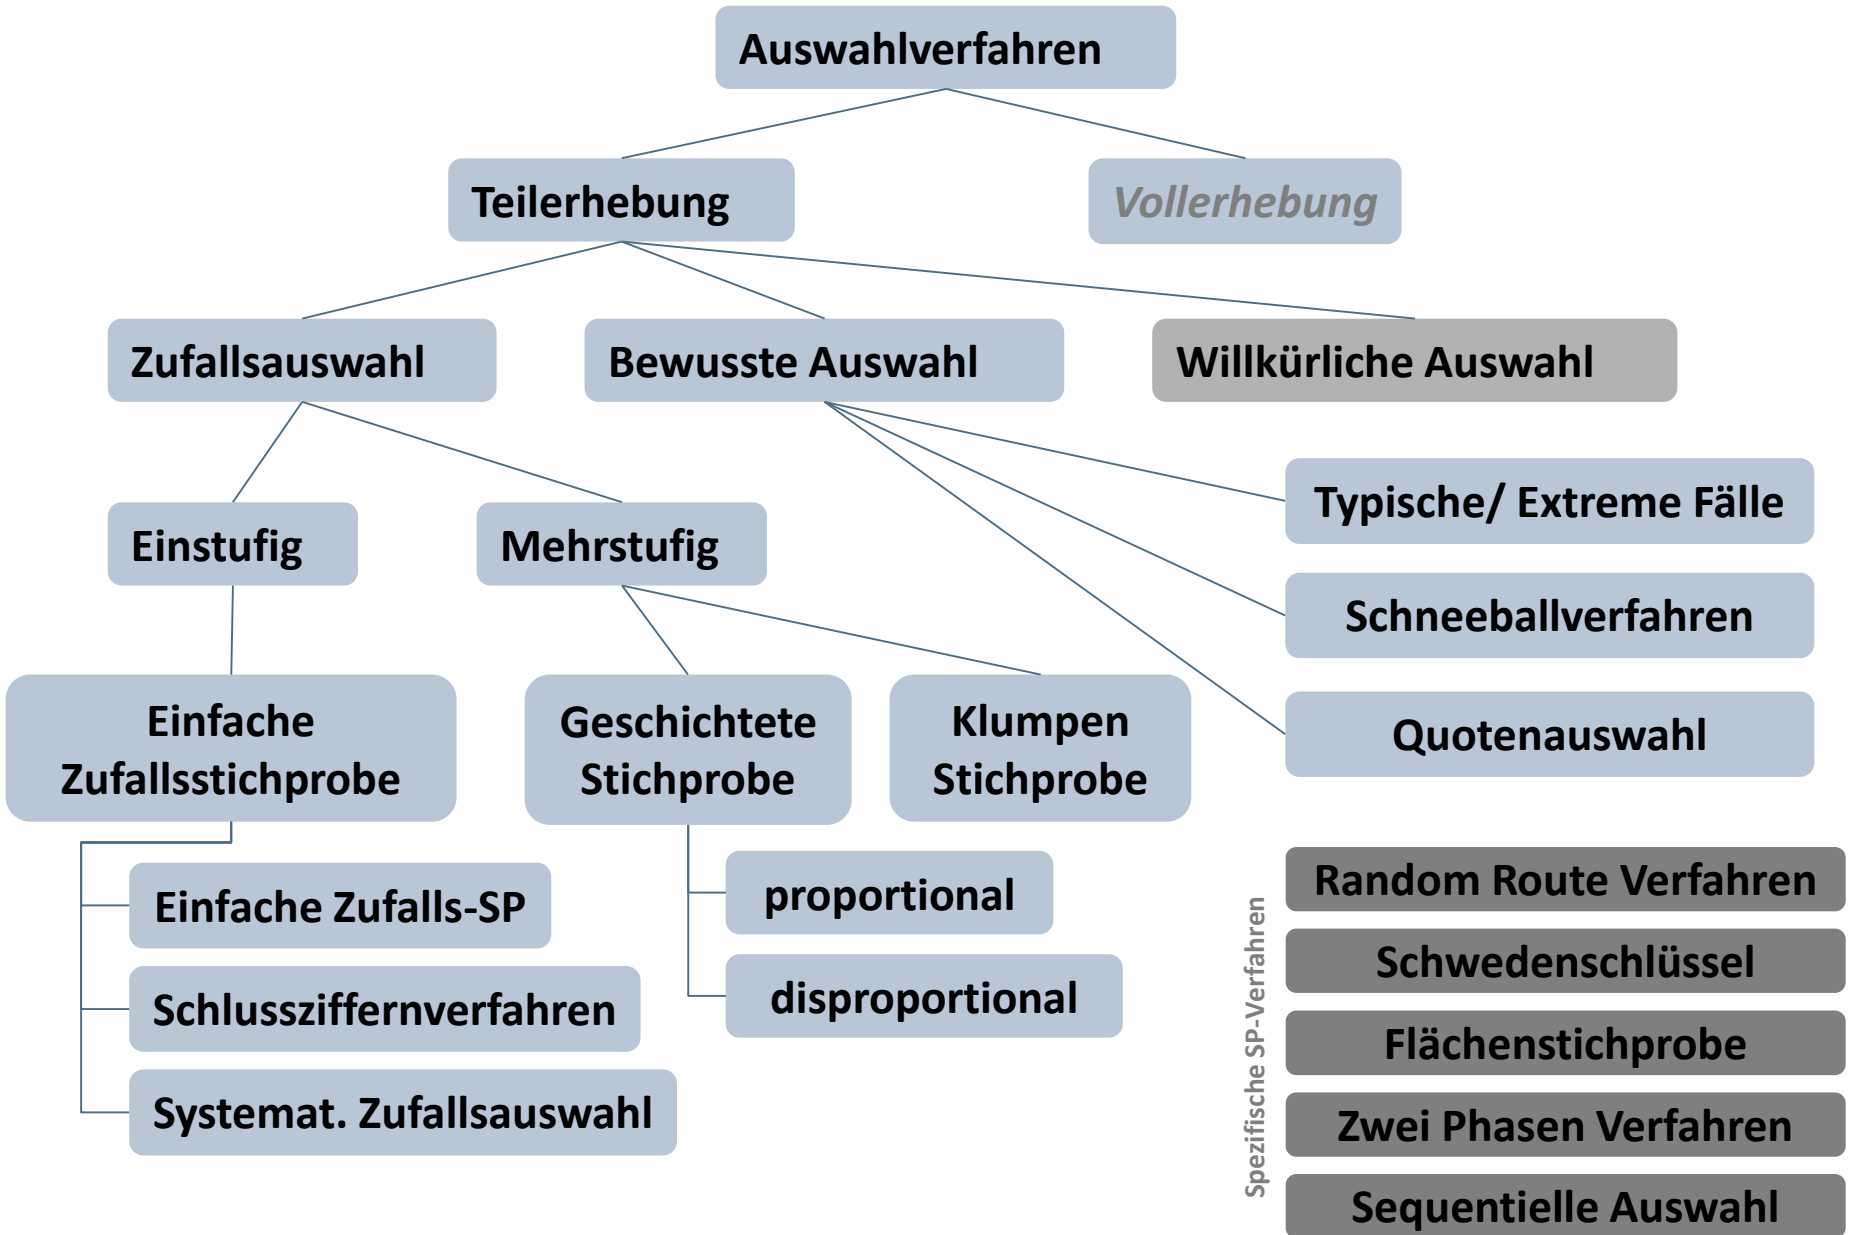 Auswahlverfahren
Teilerhebung
Vollerhebung
Zufallsauswahl
Bewusste Auswahl
Willkürliche Auswahl
Einstufig
Mehrstufig
Typische/ Extreme Fälle
Schneeballverfahren
Quotenauswahl
Einfache
Zufallsstichprobe
Geschichtete
Stichprobe
Klumpen
Stichprobe
Einfache Zufalls-SP
Schlussziffernverfahren
Systemat. Zufallsauswahl
proportional
disproportional
Spezifische SP-Verfahren
Random Route Verfahren
Schwedenschlüssel
Flächenstichprobe
Zwei Phasen Verfahren
Sequentielle Auswahl